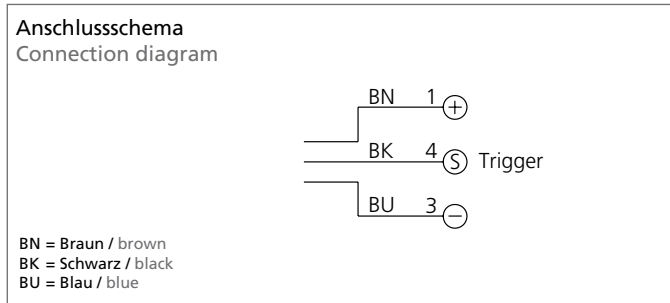 Anschlussschema
Connection diagram
BN 1 +
BK 4 S Trigger
BU 3 −
BN = Braun / brown
BK = Schwarz / black
BU = Blau / blue